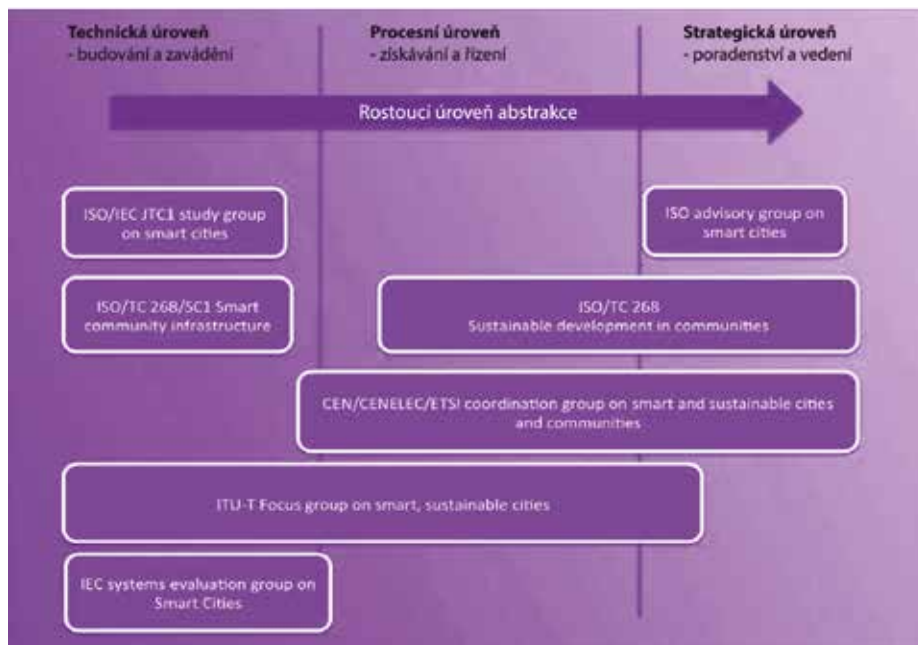 Technická úroveň
- budování a zavádění
Procesní úroveň
- získávání a řízení
Strategická úroveň
- poradenství a vedení
Rostoucí úroveň abstrakce
ISO/IEC JTC1 study group
on smart cities
ISO advisory group on
smart cities
ISO/TC 268/SC1 Smart
community infrastructure
ISO/TC 268
Sustainable development in communities
CEN/CENELEC/ETSI coordination group on smart and sustainable cities
and communities
ITU-T Focus group on smart, sustainable cities
IEC systems evaluation group on
Smart Cities